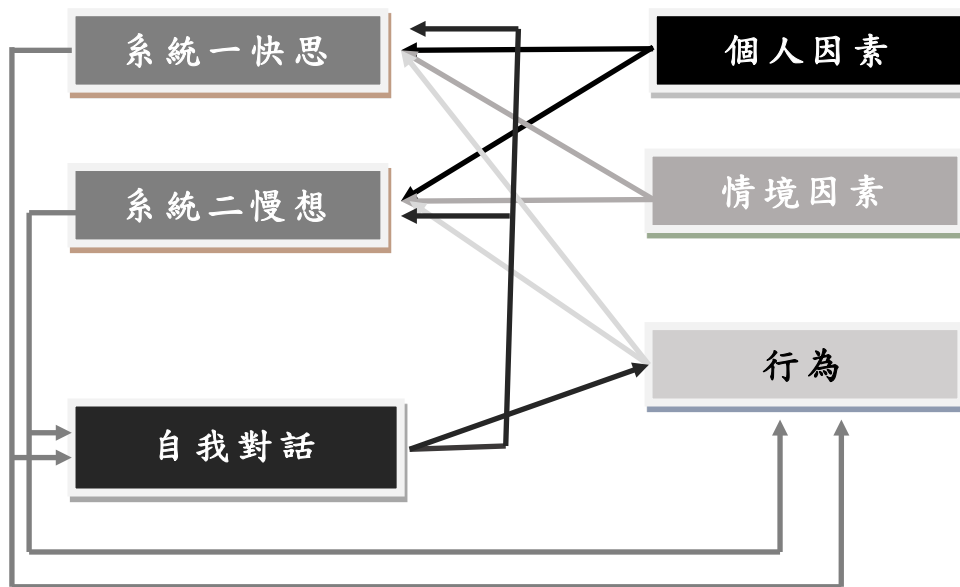 系統一快思
個人因素
系統二慢想
情境因素
行為
自我對話